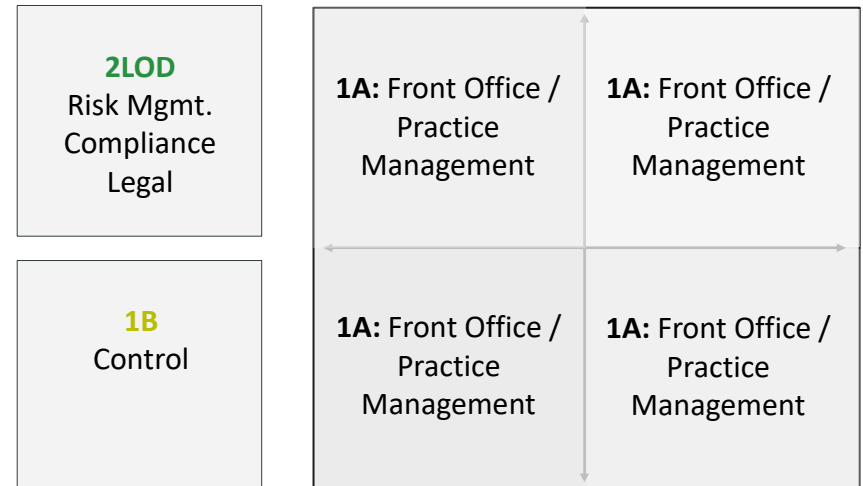 2LOD
Risk Mgmt.
Compliance
Legal
1A: Front Office /
Practice
Management
1A: Front Office /
Practice
Management
1B
Control
1A: Front Office /
Practice
Management
1A: Front Office /
Practice
Management